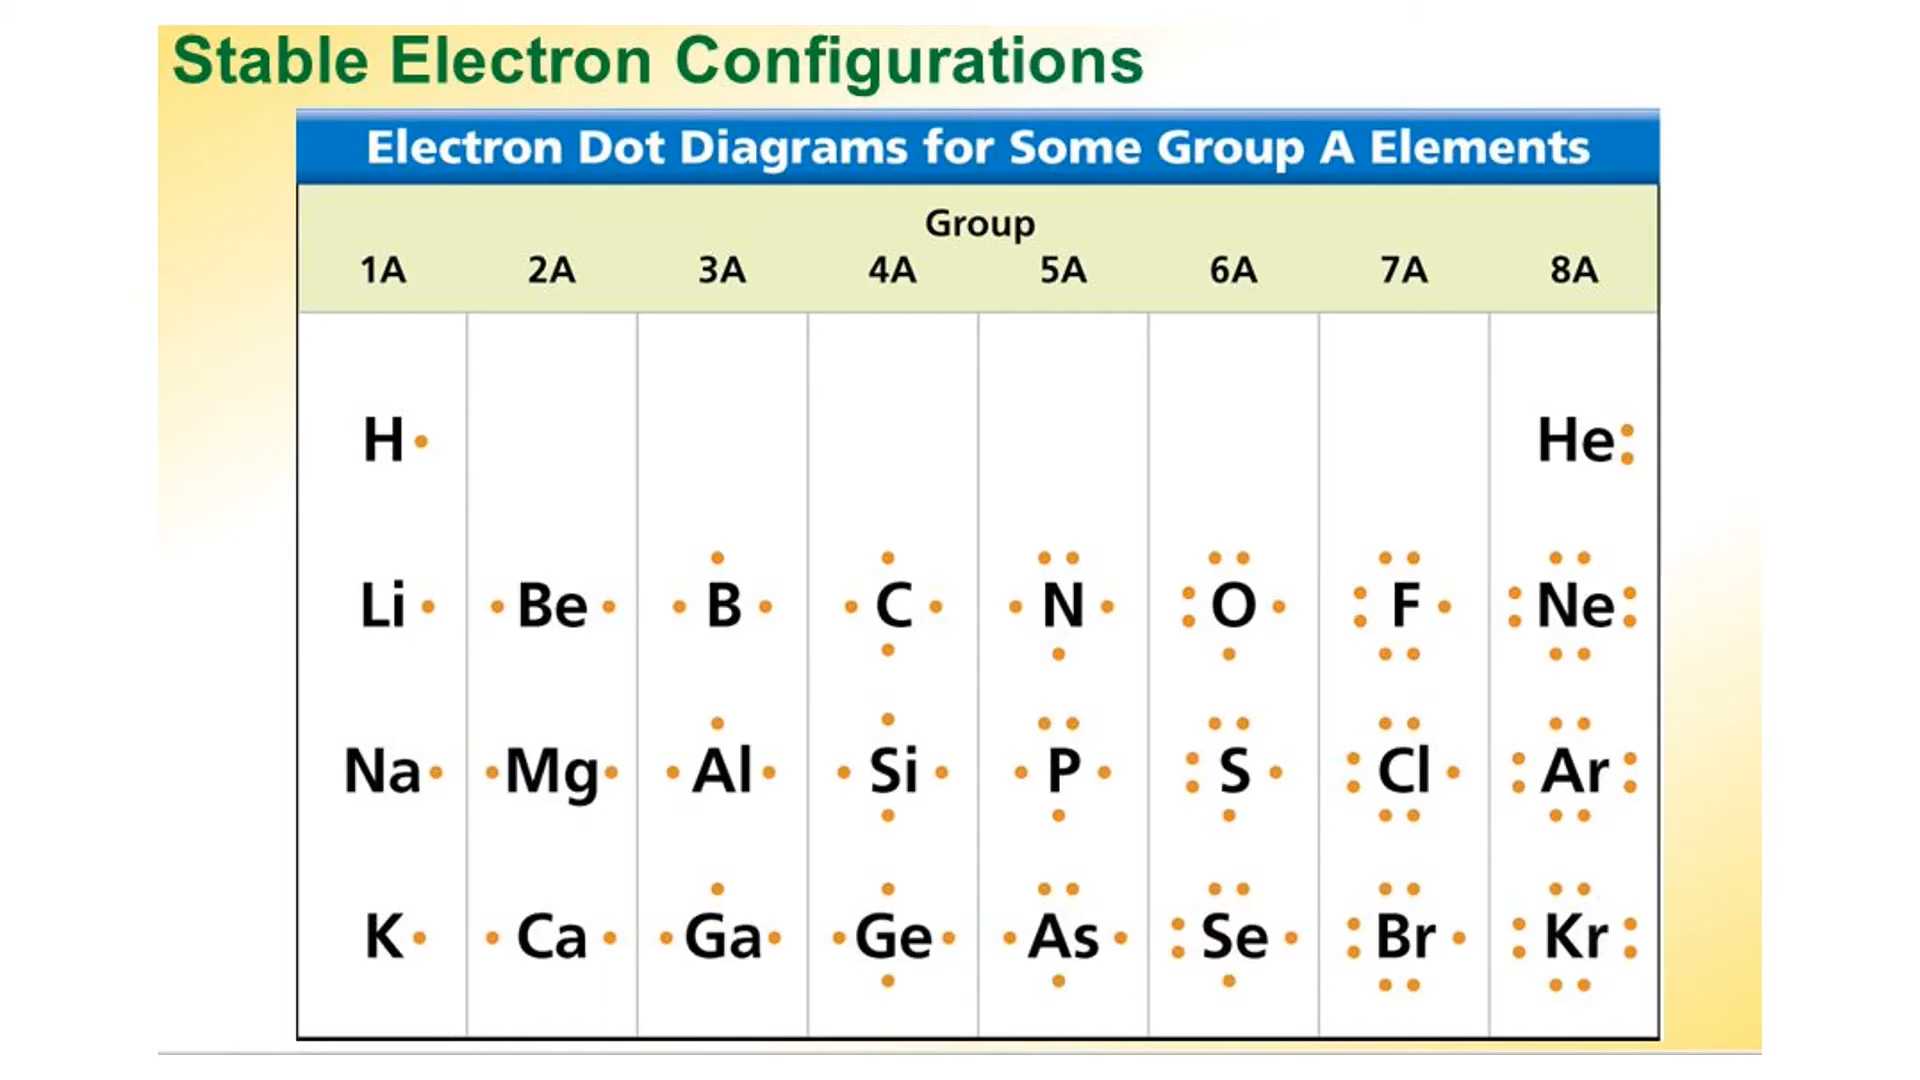 Stable Electron Configurations
Electron Dot Diagrams for Some Group A Elements
Group
1A 2A 3A 4A 5A 6A 7A 8A
H He
Li Be B C N O F Ne
Na Mg Al Si P S Cl Ar
K Ca Ga Ge As Se Br Kr